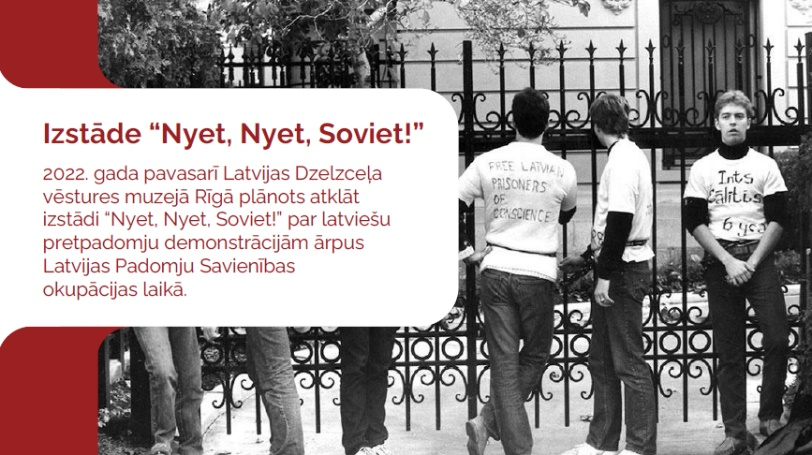 Izstāde “Nyet, Nyet, Soviet!”
2022. gada pavasarī Latvijas Dzelzceļa
vēstures muzejā Rīgā plānots atklāt
izstādi “Nyet, Nyet, Soviet!” par latviešu
pretpadomju demonstrācijām ārpus
Latvijas Padomju Savienības
okupācijas laikā.
FREE LATVIAN
PRISONERS
OF
CONSCIENCE
Ints
Cālītis
6 yrs